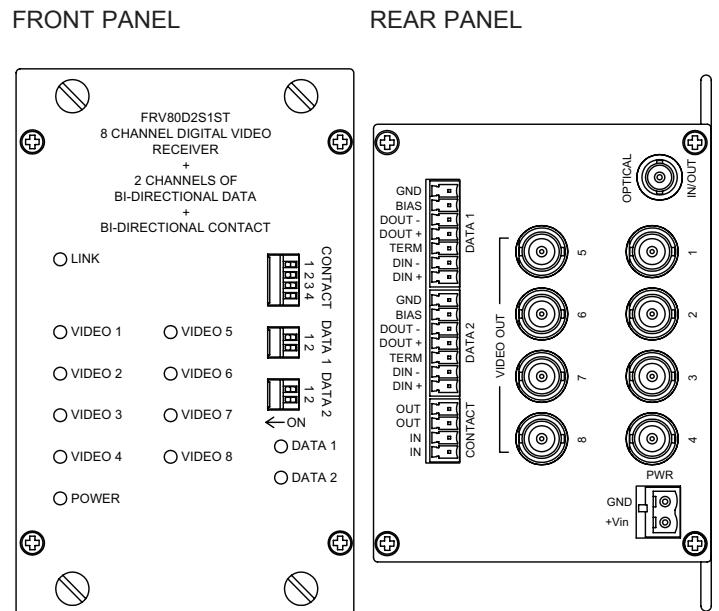 FRONT PANEL
REAR PANEL
FRV80D2S1ST
8 CHANNEL DIGITAL VIDEO
RECEIVER
+
2 CHANNELS OF
BI-DIRECTIONAL DATA
+
BI-DIRECTIONAL CONTACT
LINK
CONTACT
1 2 3 4
VIDEO 1
VIDEO 5
DATA 1
1 2
VIDEO 2
VIDEO 6
DATA 2
1 2
VIDEO 3
VIDEO 7
←ON
VIDEO 4
VIDEO 8
DATA 1
DATA 2
POWER
OPTICAL
IN/OUT
GND
BIAS
DOUT -
DOUT +
TERM
DIN -
DIN +
DATA 1
GND
BIAS
DOUT -
DOUT +
TERM
DIN -
DIN +
DATA 2
OUT
OUT
IN
IN
CONTACT
VIDEO OUT
5
6
7
8
1
2
3
4
PWR
GND
+Vin